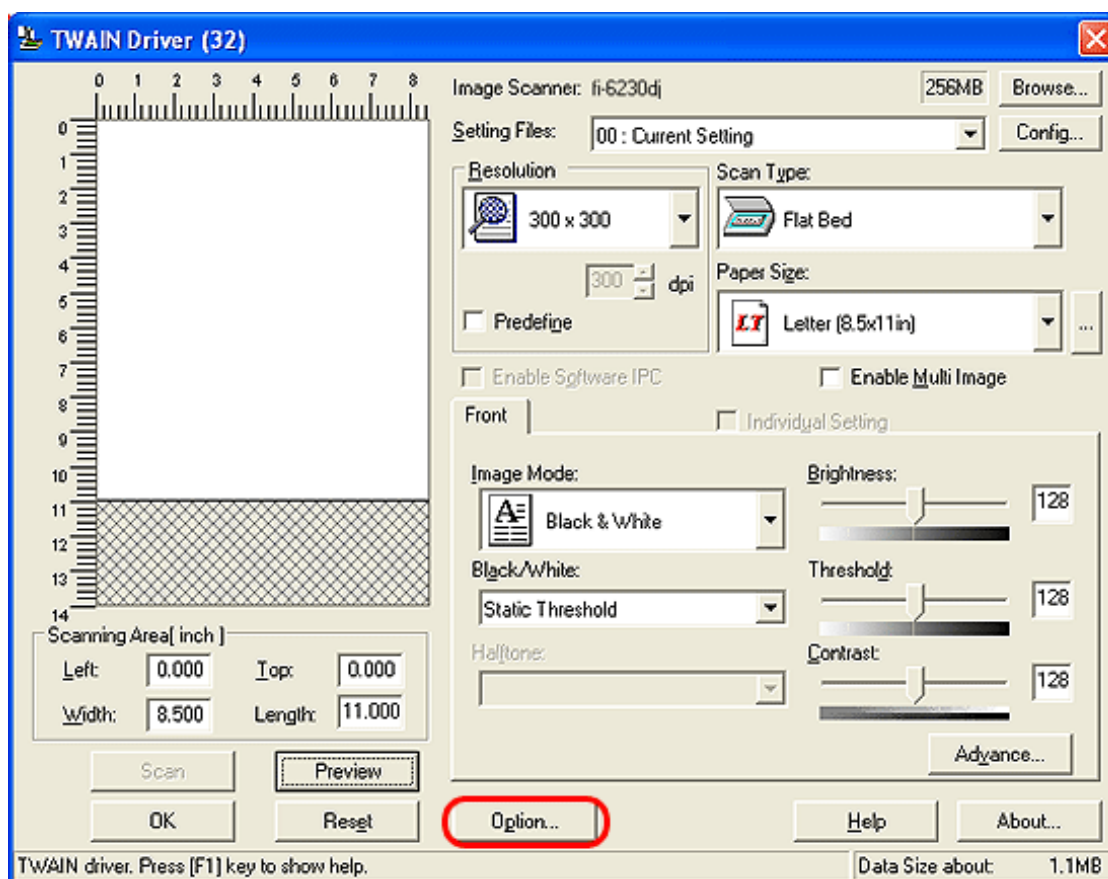 TWAIN Driver (32)
0 1 2 3 4 5 6 7 8
0
1
2
3
4
5
6
7
8
9
10
11
12
13
14
Scanning Area[ inch ]
Left: 0.000 Top: 0.000
Width: 8.500 Length: 11.000
Scan Preview
OK Reset
Image Scanner: fi-6230dj 256MB Browse...
Setting Files: 00 : Current Setting Config...
Resolution
300 x 300
300 dpi
Predefine
Scan Type:
Flat Bed
Paper Size:
LT Letter (8.5x11in) ...
Enable Software IPC Enable Multi Image
Front Individual Setting
Image Mode:
A Black & White
Black/White:
Static Threshold
Halftone:
Brightness:
128
Threshold:
128
Contrast:
128
Advance...
Option... Help About...
TWAIN driver. Press [F1] key to show help. Data Size about: 1.1MB